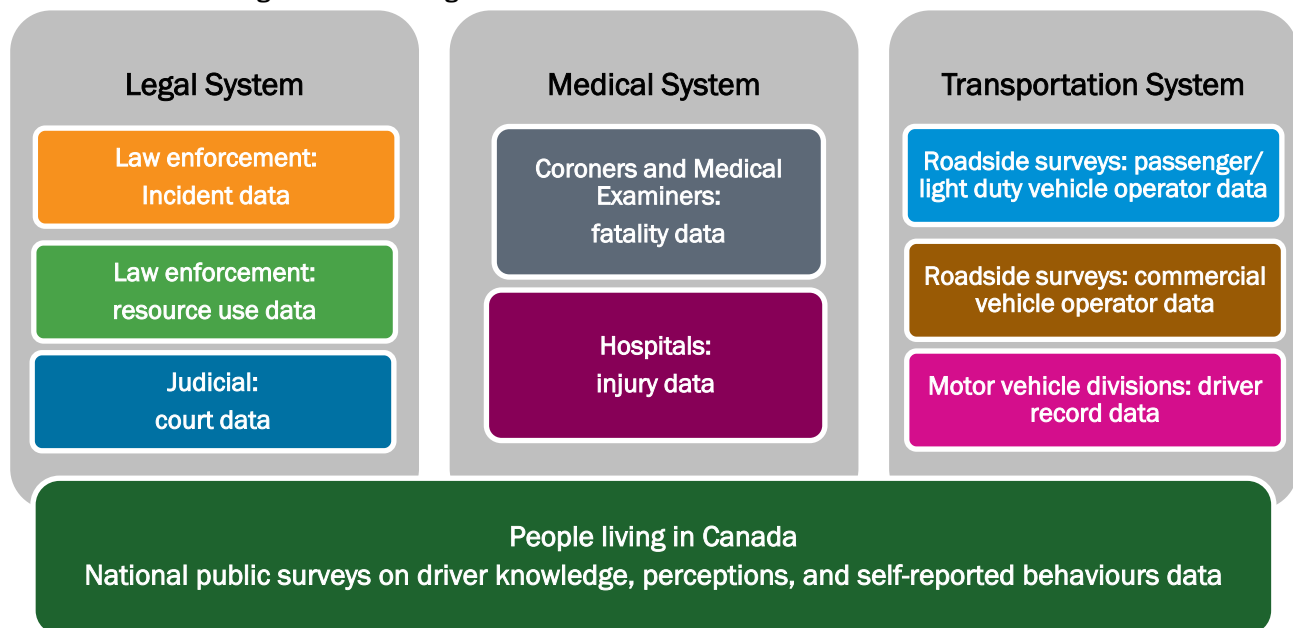 Legal System
Law enforcement:
Incident data
Law enforcement:
resource use data
Judicial:
court data
Medical System
Coroners and Medical
Examiners:
fatality data
Hospitals:
injury data
Transportation System
Roadside surveys: passenger/
light duty vehicle operator data
Roadside surveys: commercial
vehicle operator data
Motor vehicle divisions: driver
record data
People living in Canada
National public surveys on driver knowledge, perceptions, and self-reported behaviours data